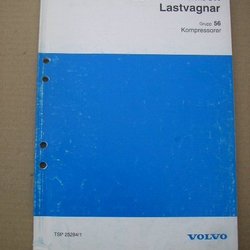 Lastvagnar
Grupp 56
Kompressorer
TSP 25284/1
VOLVO